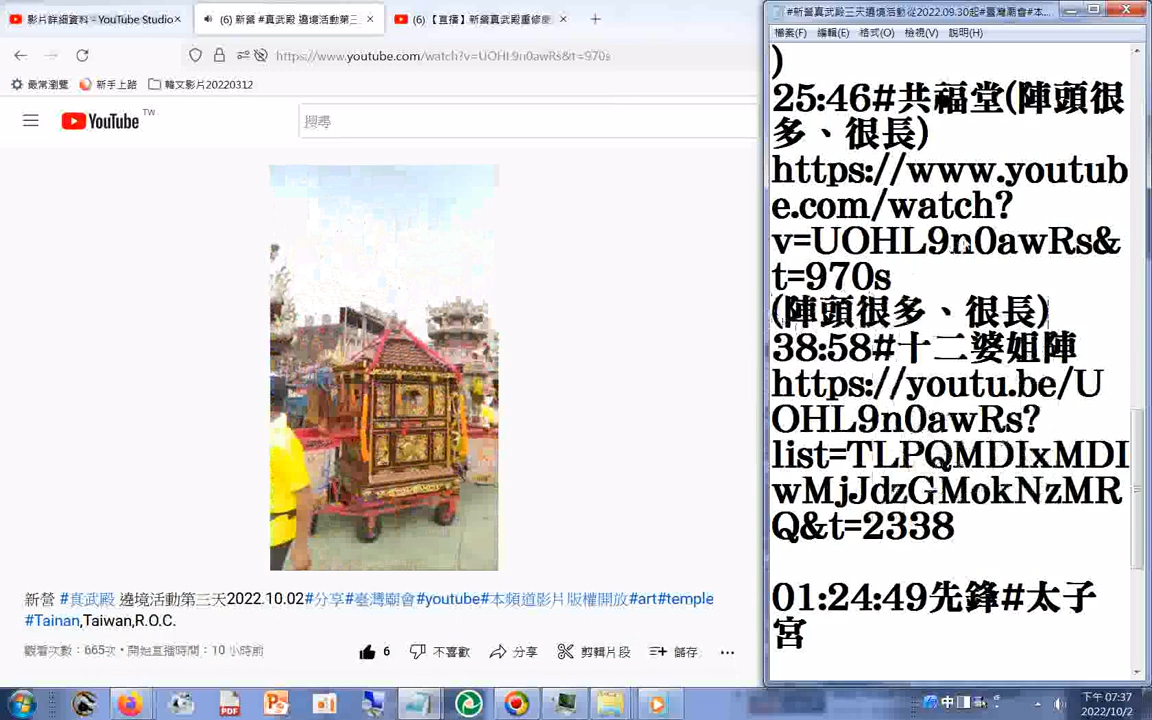 影片詳細資料 - YouTube Studio
(6) 新營 #真武殿 遶境活動第三
(6) 【直播】新營真武殿重修慶
https://www.youtube.com/watch?v=UOHL9n0awRs&t=970s
最常瀏覽
新手上路
韓文影片20220312
YouTube TW
搜尋
新營 #真武殿 遶境活動第三天2022.10.02#分享#臺灣廟會#youtube#本頻道影片版權開放#art#temple
#Tainan,Taiwan,R.O.C.
觀看次數：665次・開始直播時間：10 小時前
6
不喜歡
分享
剪輯片段
儲存
#新營真武殿三天遶境活動從2022.09.30起#臺灣廟會#本...
檔案(F) 編輯(E) 格式(O) 檢視(V) 說明(H)
)
25:46#共福堂(陣頭很
多、很長)
https://www.youtub
e.com/watch?
v=UOHL9n0awRs&
t=970s
(陣頭很多、很長)
38:58#十二婆姐陣
https://youtu.be/U
OHL9n0awRs?
list=TLPQMDIxMDI
wMjJdzGMokNzMR
Q&t=2338
01:24:49先鋒#太子
宮
PDF
中
下午 07:37
2022/10/2